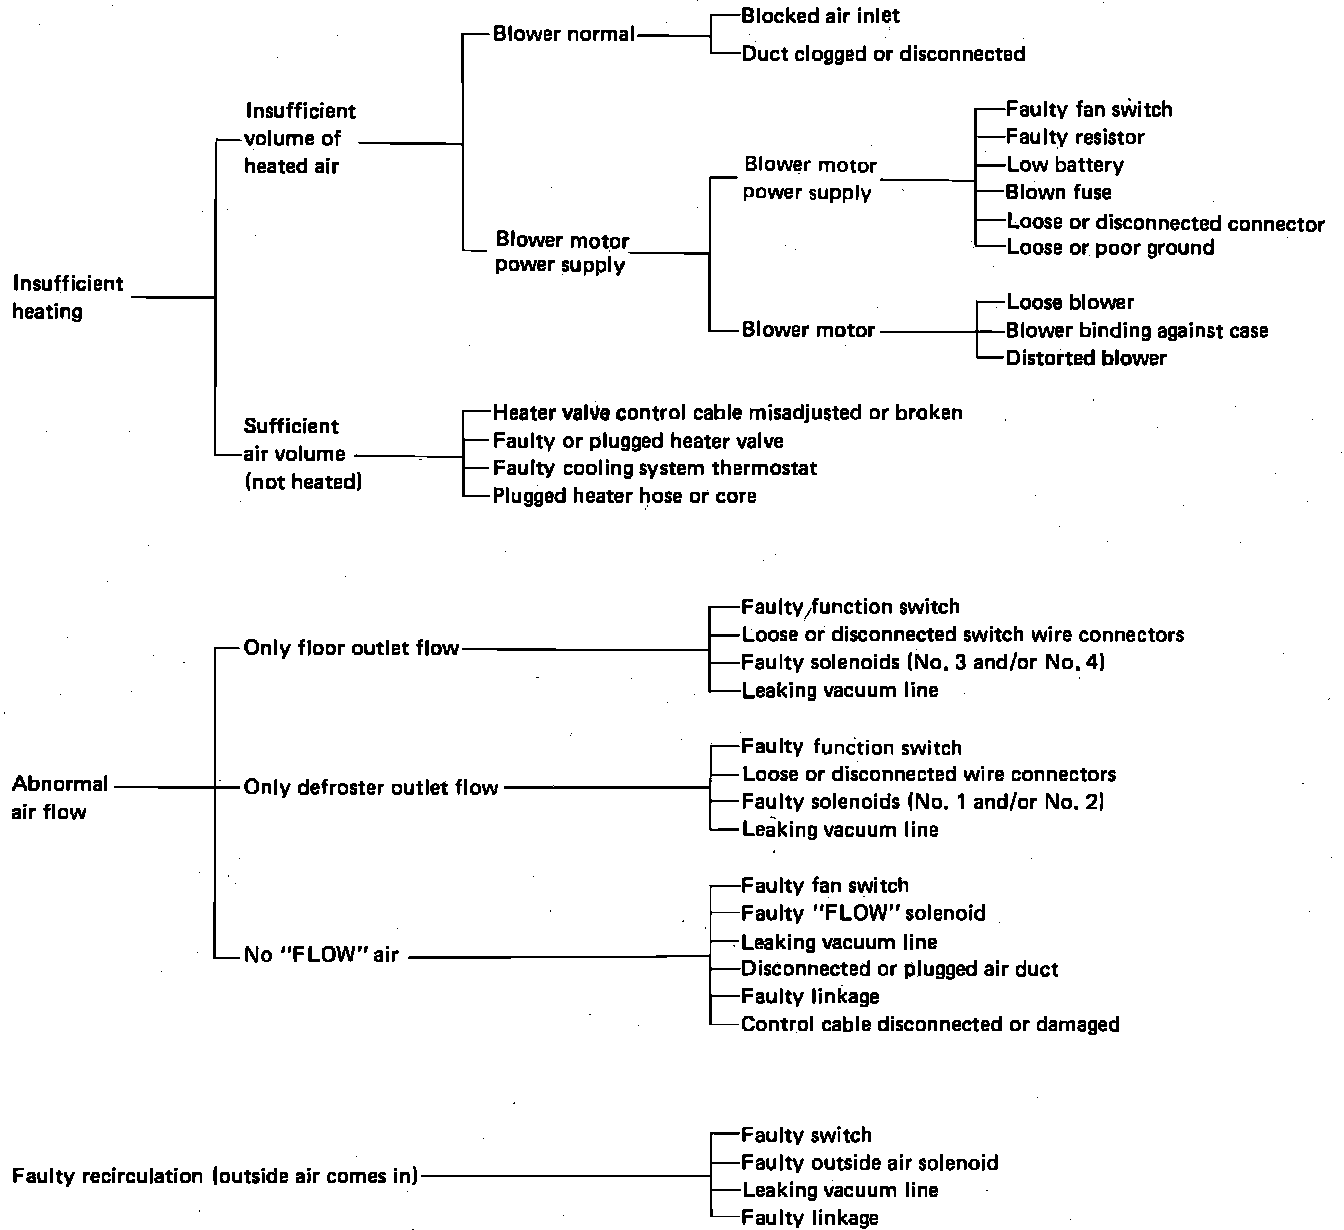 Insufficient
heating
Insufficient
volume of
heated air
Blower normal
Blocked air inlet
Duct clogged or disconnected
Blower motor
power supply
Blower motor
power supply
Faulty fan switch
Faulty resistor
Low battery
Blown fuse
Loose or disconnected connector
Loose or poor ground
Blower motor
Loose blower
Blower binding against case
Distorted blower
Sufficient
air volume
(not heated)
Heater valve control cable misadjusted or broken
Faulty or plugged heater valve
Faulty cooling system thermostat
Plugged heater hose or core
Abnormal
air flow
Only floor outlet flow
Faulty function switch
Loose or disconnected switch wire connectors
Faulty solenoids (No. 3 and/or No. 4)
Leaking vacuum line
Only defroster outlet flow
Faulty function switch
Loose or disconnected wire connectors
Faulty solenoids (No. 1 and/or No. 2)
Leaking vacuum line
No "FLOW" air
Faulty fan switch
Faulty "FLOW" solenoid
Leaking vacuum line
Disconnected or plugged air duct
Faulty linkage
Control cable disconnected or damaged
Faulty recirculation (outside air comes in)
Faulty switch
Faulty outside air solenoid
Leaking vacuum line
Faulty linkage